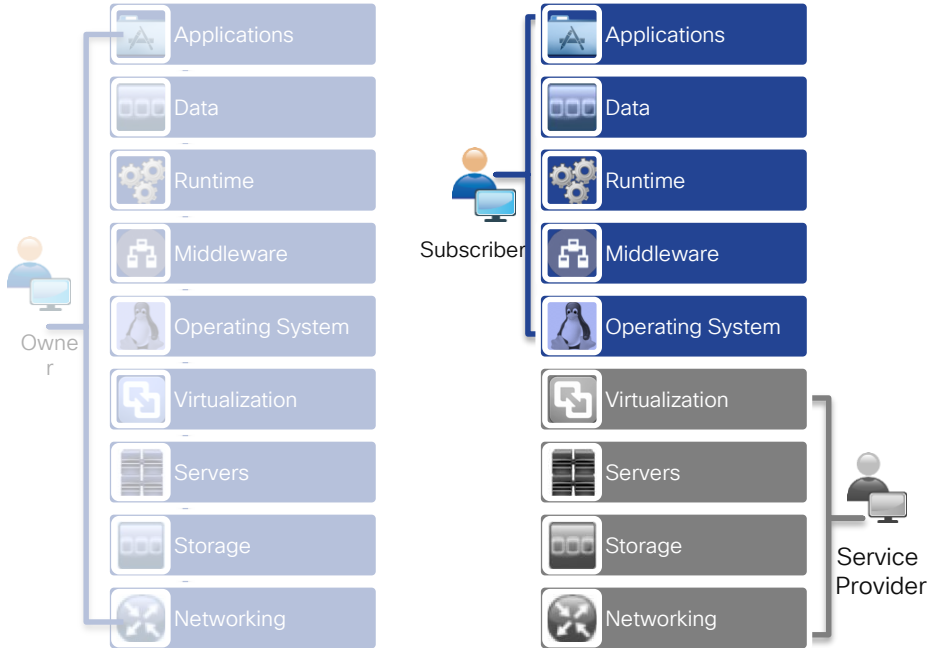 Applications
Data
Runtime
Middleware
Operating System
Virtualization
Servers
Storage
Networking
Owne
r
Applications
Data
Runtime
Middleware
Operating System
Virtualization
Servers
Storage
Networking
Subscriber
Service
Provider